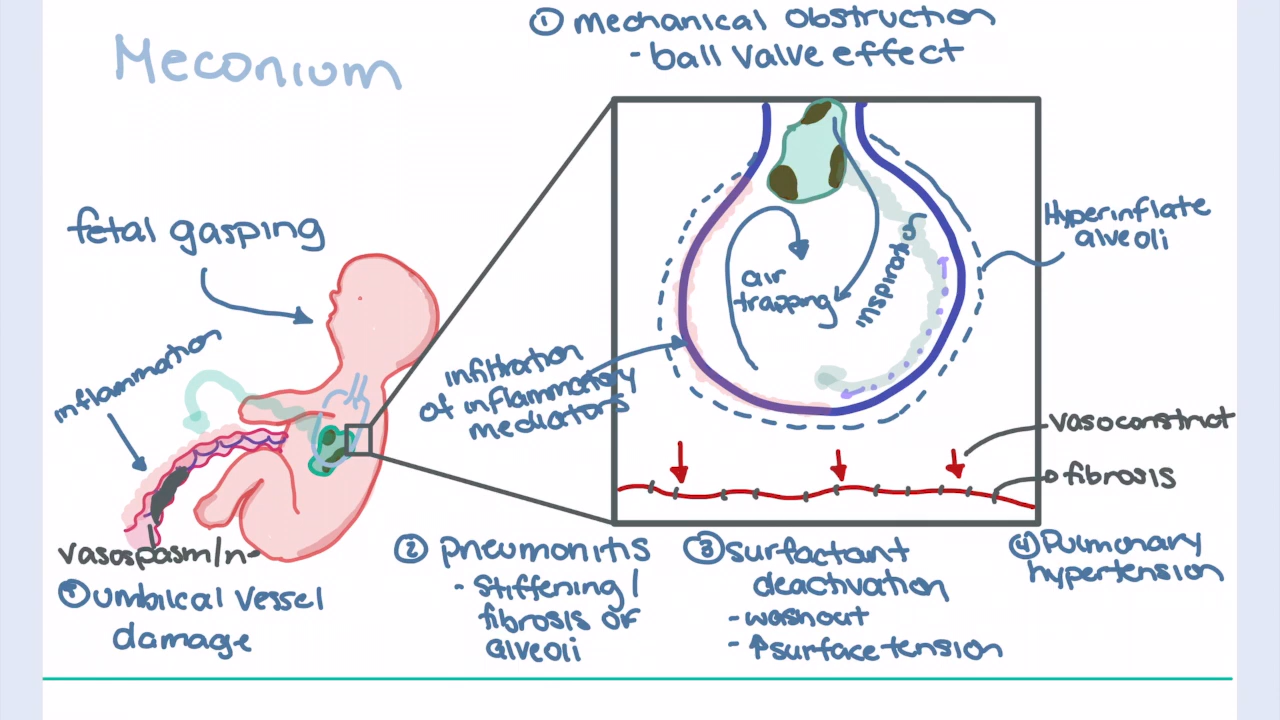 ① mechanical obstruction
- ball valve effect
Meconium
fetal gasping
inflammation
Hyperinflate
alveoli
air
trapping
inspiration
infiltration
of inflammatory
mediators
vasoconstrict
fibrosis
vasospasm/n-
umbilical vessel
damage
② pneumonitis
- stiffening /
fibrosis of
alveoli
③ surfactant
deactivation
- washout
- ↑ surface tension
④ Pulmonary
hypertension